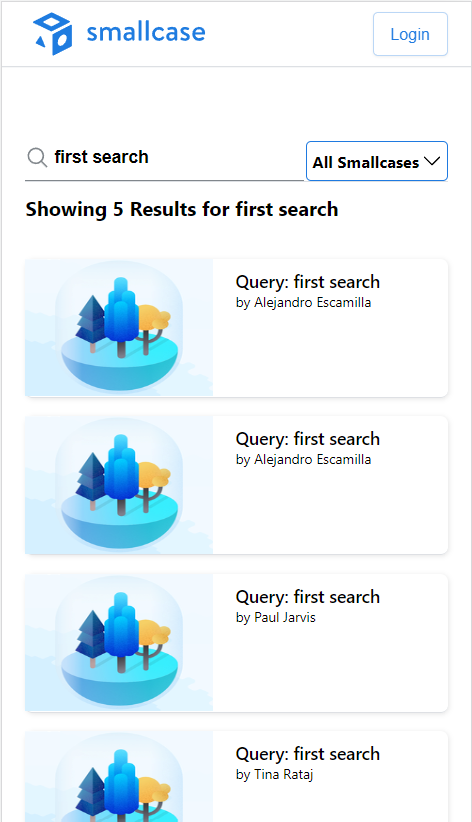 smallcase
Login
first search
All Smallcases
Showing 5 Results for first search
Query: first search
by Alejandro Escamilla
Query: first search
by Alejandro Escamilla
Query: first search
by Paul Jarvis
Query: first search
by Tina Rataj